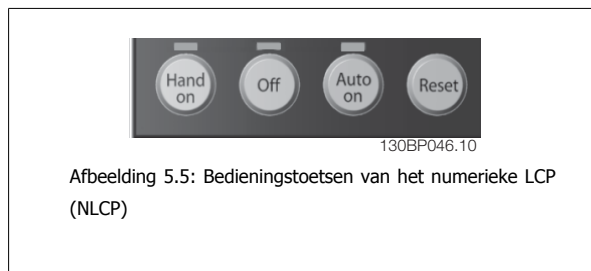 Hand on
Off
Auto on
Reset
130BP046.10
Afbeelding 5.5: Bedieningstoetsen van het numerieke LCP
(NLCP)